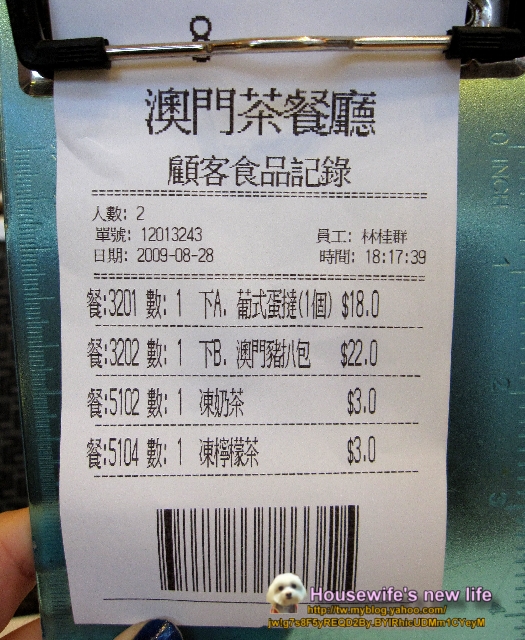 澳門茶餐廳
顧客食品記錄
人數: 2
單號: 12013243 員工: 林桂群
日期: 2009-08-28 時間: 18:17:39
餐:3201 數: 1 下A. 葡式蛋撻(1個) $18.0
餐:3202 數: 1 下B. 澳門豬扒包 $22.0
餐:5102 數: 1 凍奶茶 $3.0
餐:5104 數: 1 凍檸檬茶 $3.0
0 INCH
1
2
Housewife's new life
http://tw.myblog.yahoo.com/